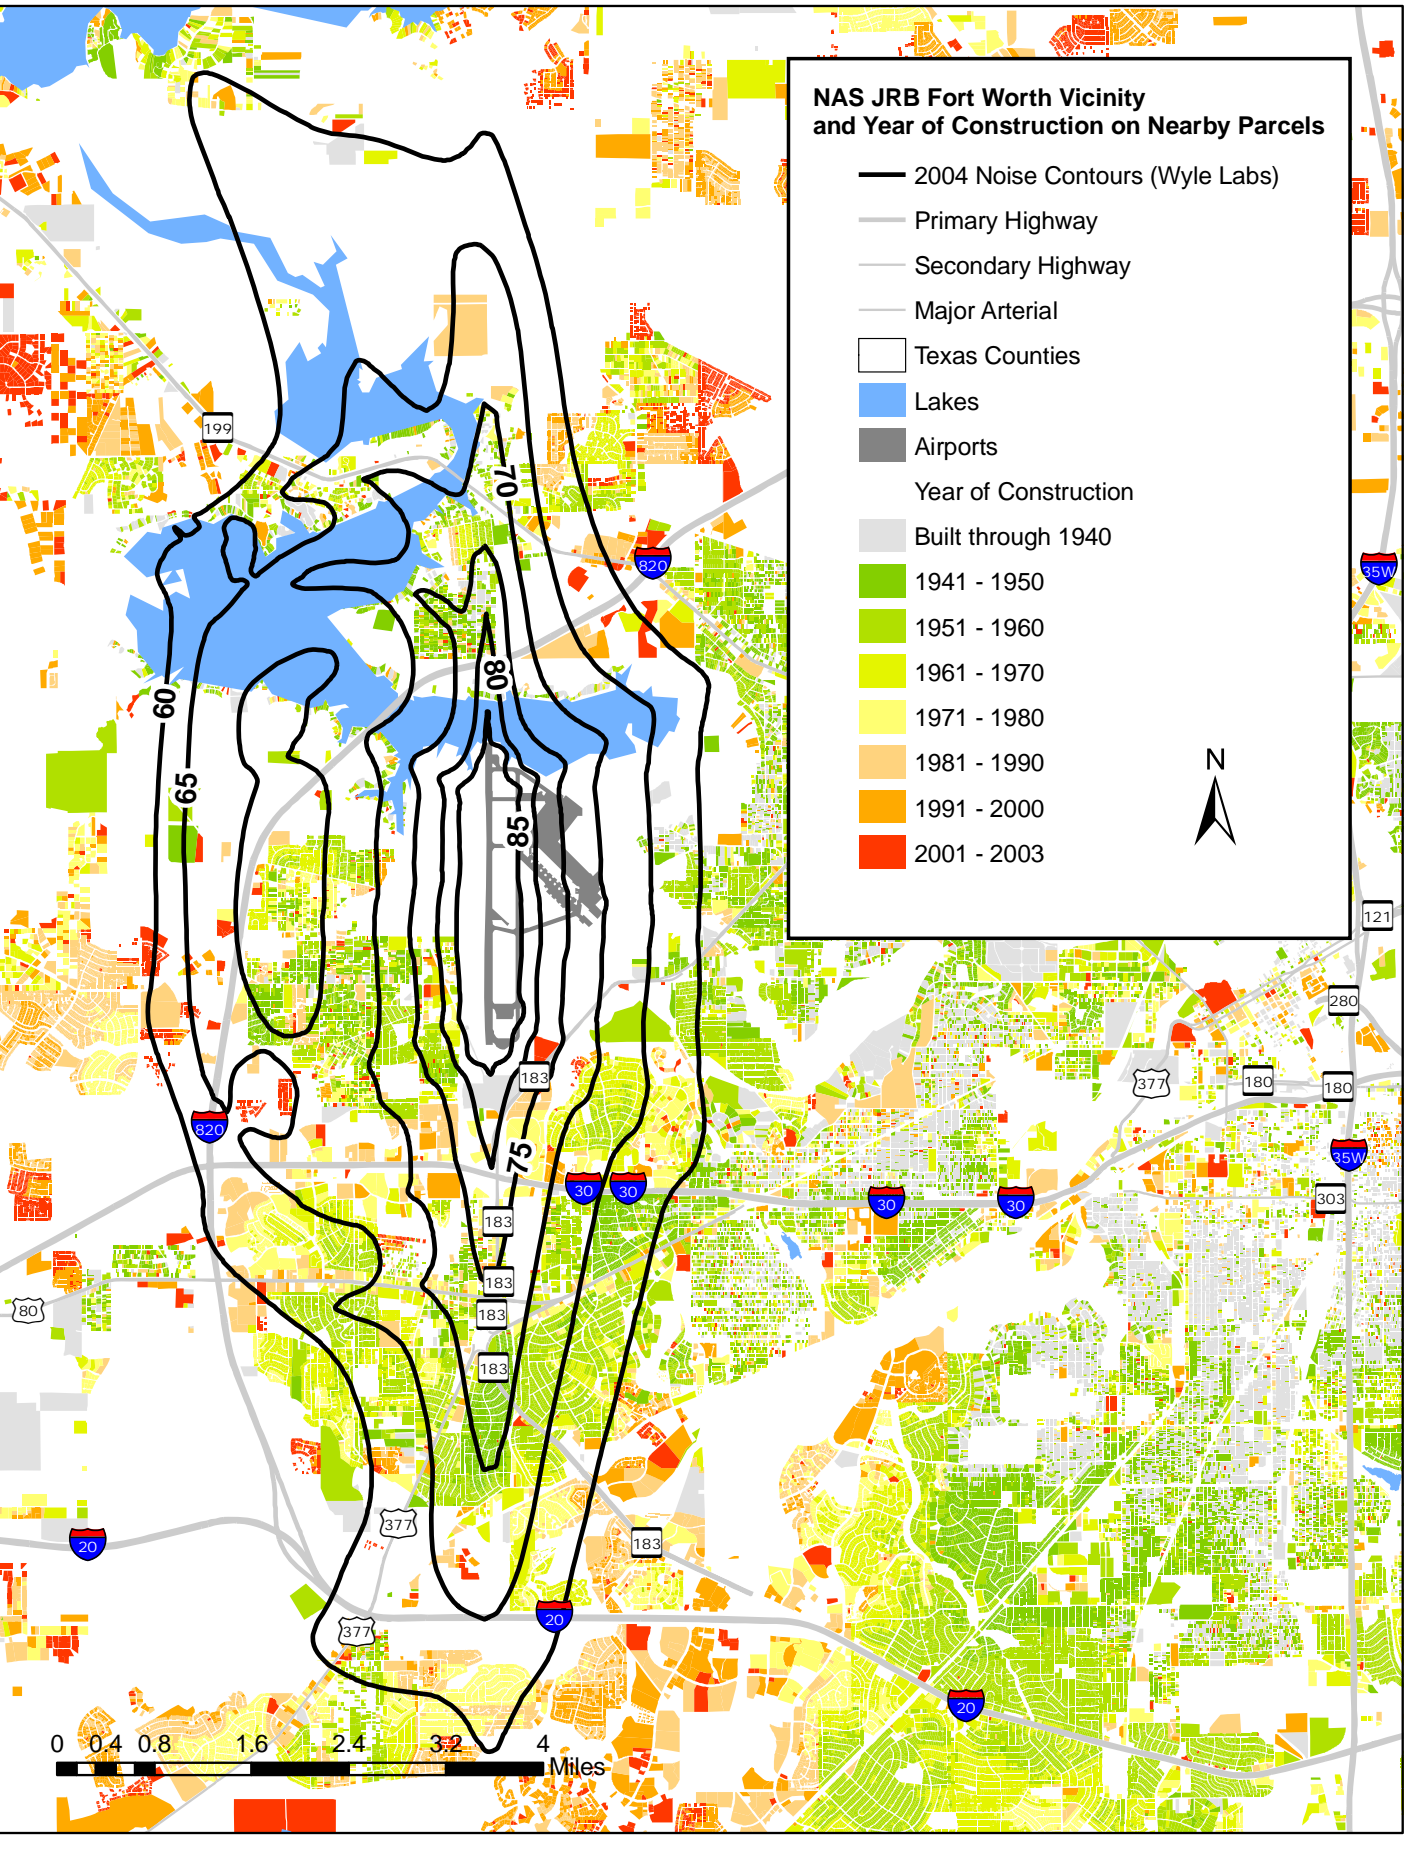 NAS JRB Fort Worth Vicinity
and Year of Construction on Nearby Parcels
2004 Noise Contours (Wyle Labs)
Primary Highway
Secondary Highway
Major Arterial
Texas Counties
Lakes
Airports
Year of Construction
Built through 1940
1941 - 1950
1951 - 1960
1961 - 1970
1971 - 1980
1981 - 1990
1991 - 2000
2001 - 2003
N
199
70
820
35W
80
60
65
85
121
280
183
377
180
180
820
75
35W
30
30
30
30
303
183
183
80
183
183
377
20
183
20
377
20
0 0.4 0.8 1.6 2.4 3.2 4
Miles